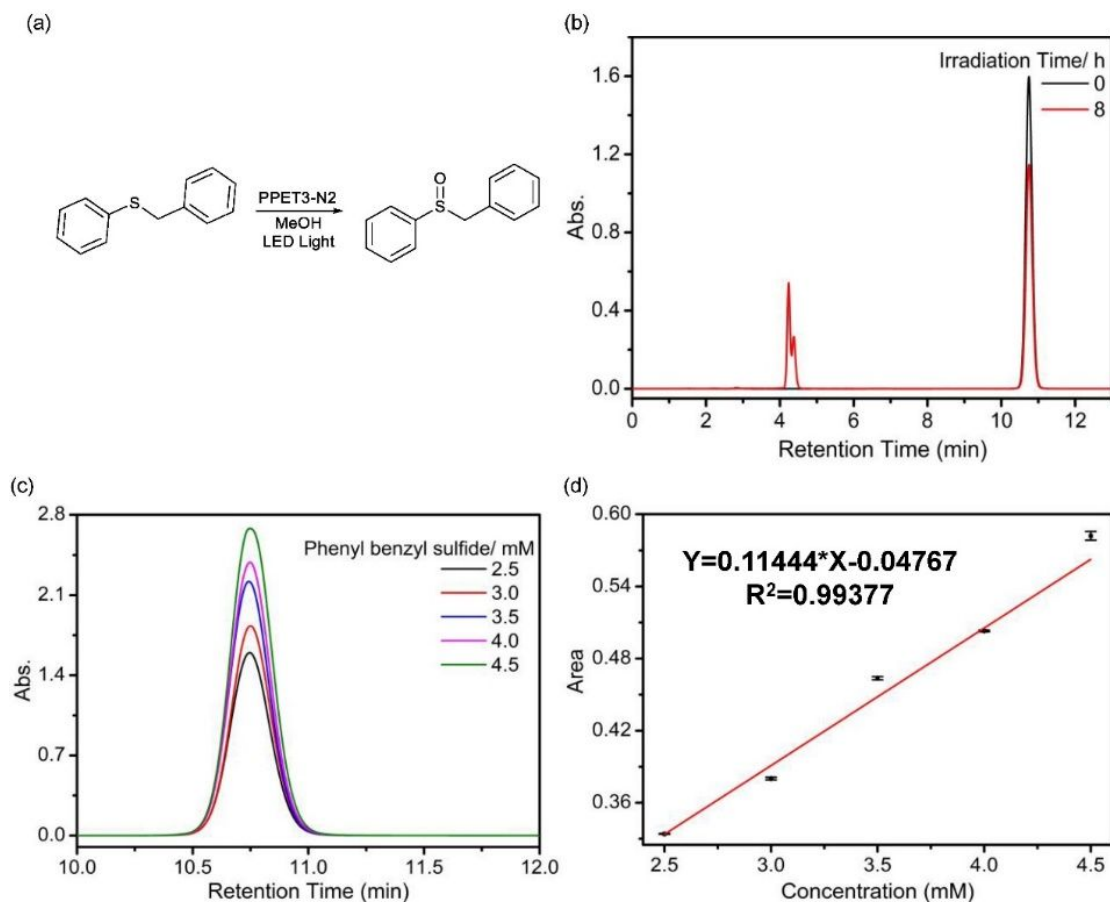 (a)
S
PPET3-N2
MeOH
LED Light
O
S
(b)
Irradiation Time/ h
0
8
1.6
1.2
0.8
0.4
0.0
Abs.
0 2 4 6 8 10 12
Retention Time (min)
(c)
Phenyl benzyl sulfide/ mM
2.5
3.0
3.5
4.0
4.5
2.8
2.1
1.4
0.7
0.0
Abs.
10.0 10.5 11.0 11.5 12.0
Retention Time (min)
(d)
Y=0.11444*X-0.04767
R²=0.99377
0.60
0.54
0.48
0.42
0.36
Area
2.5 3.0 3.5 4.0 4.5
Concentration (mM)